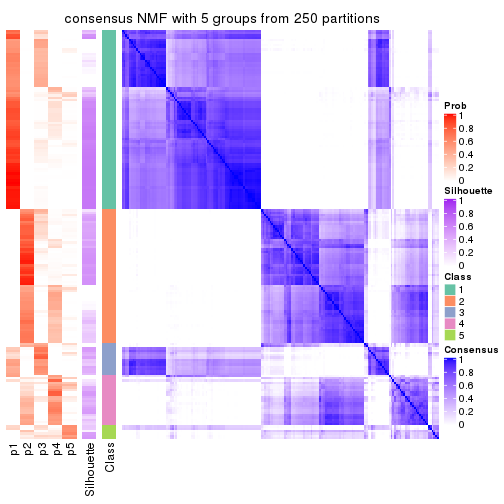 consensus NMF with 5 groups from 250 partitions
Prob
1
0.8
0.6
0.4
0.2
0
Silhouette
1
0.8
0.6
0.4
0.2
0
Class
1
2
3
4
5
Consensus
1
0.8
0.6
0.4
0.2
0
p1
p2
p3
p4
p5
Silhouette
Class